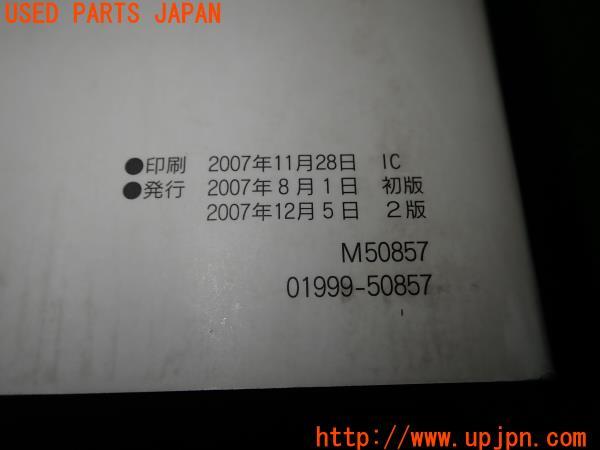 USED PARTS JAPAN
●印刷 2007年11月28日 IC
●発行 2007年8月1日 初版
2007年12月5日 2版
M50857
01999-50857
http://www.upjpn.com/